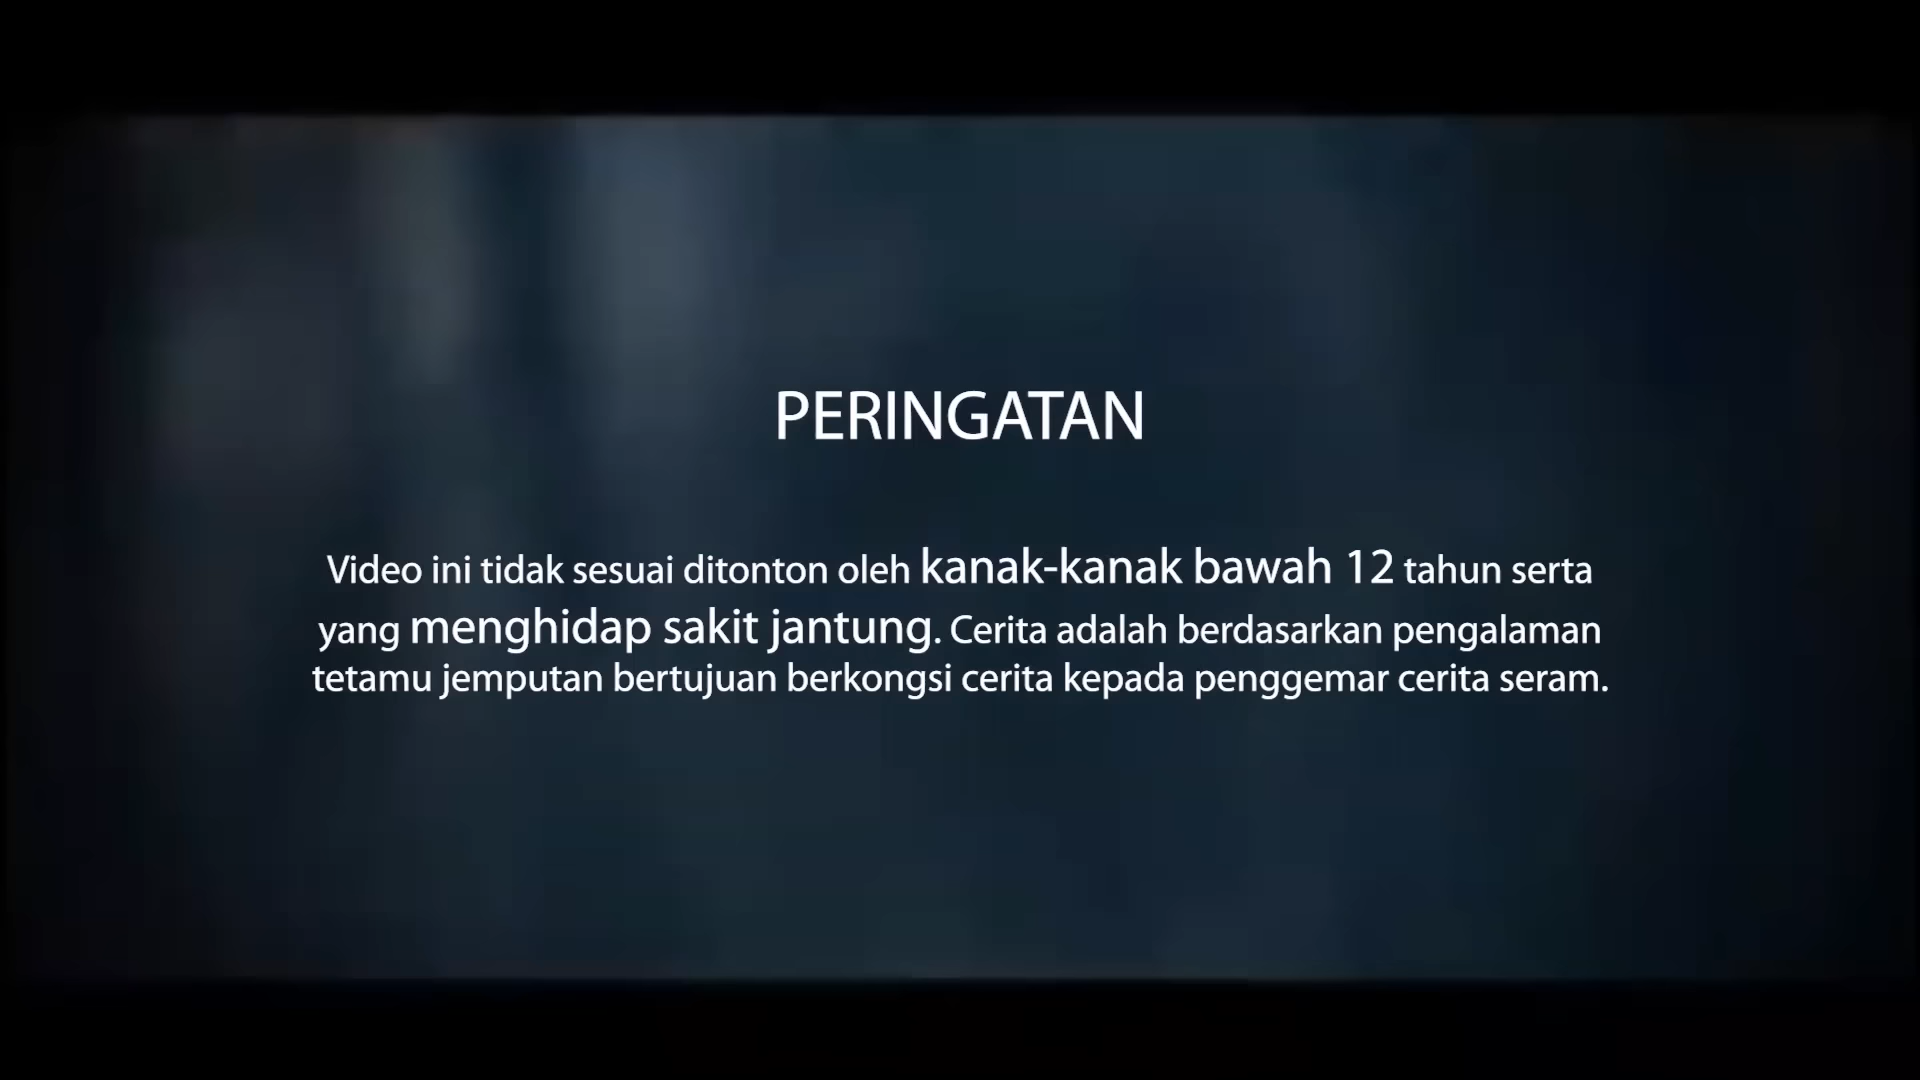 PERINGATAN
Video ini tidak sesuai ditonton oleh kanak-kanak bawah 12 tahun serta
yang menghidap sakit jantung. Cerita adalah berdasarkan pengalaman
tetamu jemputan bertujuan berkongsi cerita kepada penggemar cerita seram.